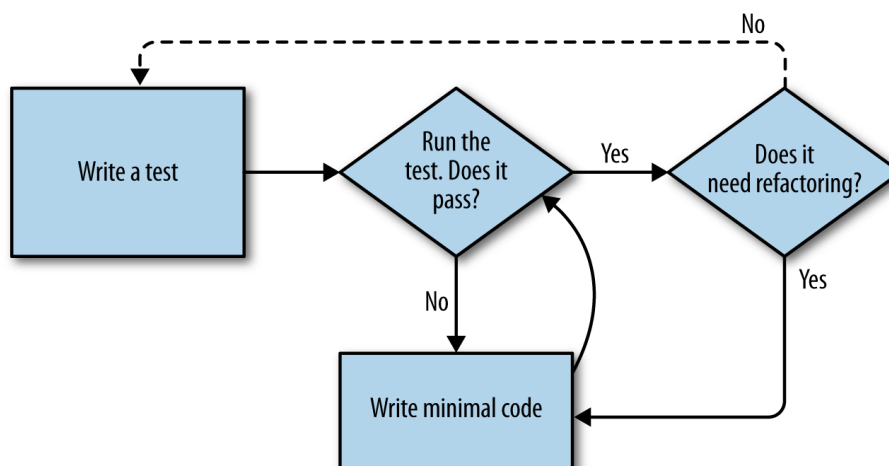 No
Write a test
Run the
test. Does it
pass?
Yes
Does it
need refactoring?
No
Yes
Write minimal code